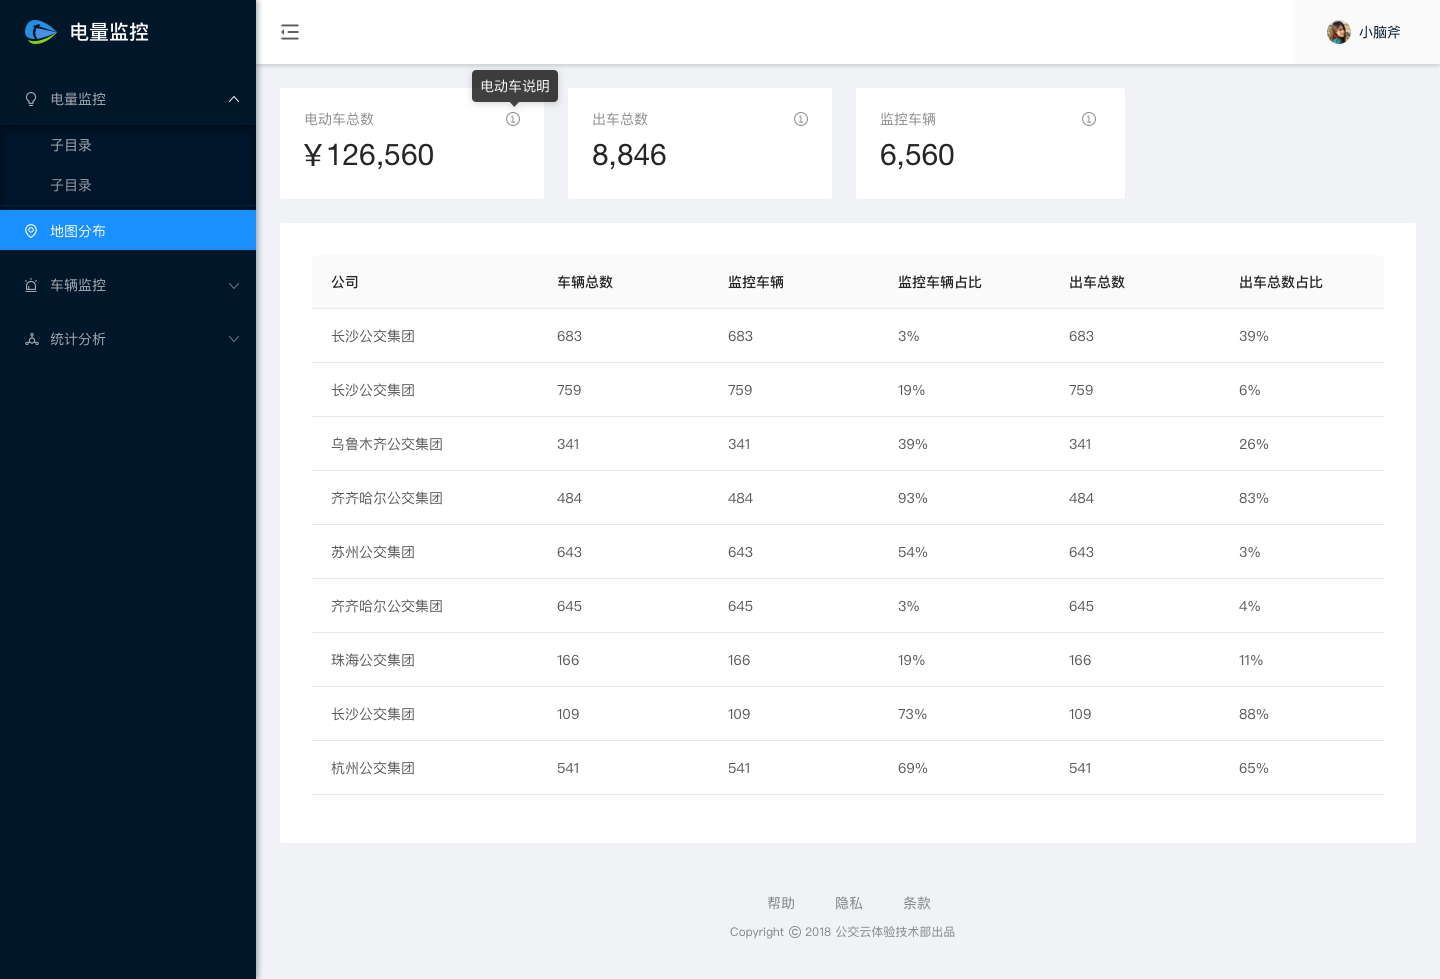 电量监控
小脑斧
电量监控
子目录
子目录
地图分布
车辆监控
统计分析
电动车说明
电动车总数
¥126,560
出车总数
8,846
监控车辆
6,560
公司 车辆总数 监控车辆 监控车辆占比 出车总数 出车总数占比
长沙公交集团 683 683 3% 683 39%
长沙公交集团 759 759 19% 759 6%
乌鲁木齐公交集团 341 341 39% 341 26%
齐齐哈尔公交集团 484 484 93% 484 83%
苏州公交集团 643 643 54% 643 3%
齐齐哈尔公交集团 645 645 3% 645 4%
珠海公交集团 166 166 19% 166 11%
长沙公交集团 109 109 73% 109 88%
杭州公交集团 541 541 69% 541 65%
帮助 隐私 条款
Copyright © 2018 公交云体验技术部出品